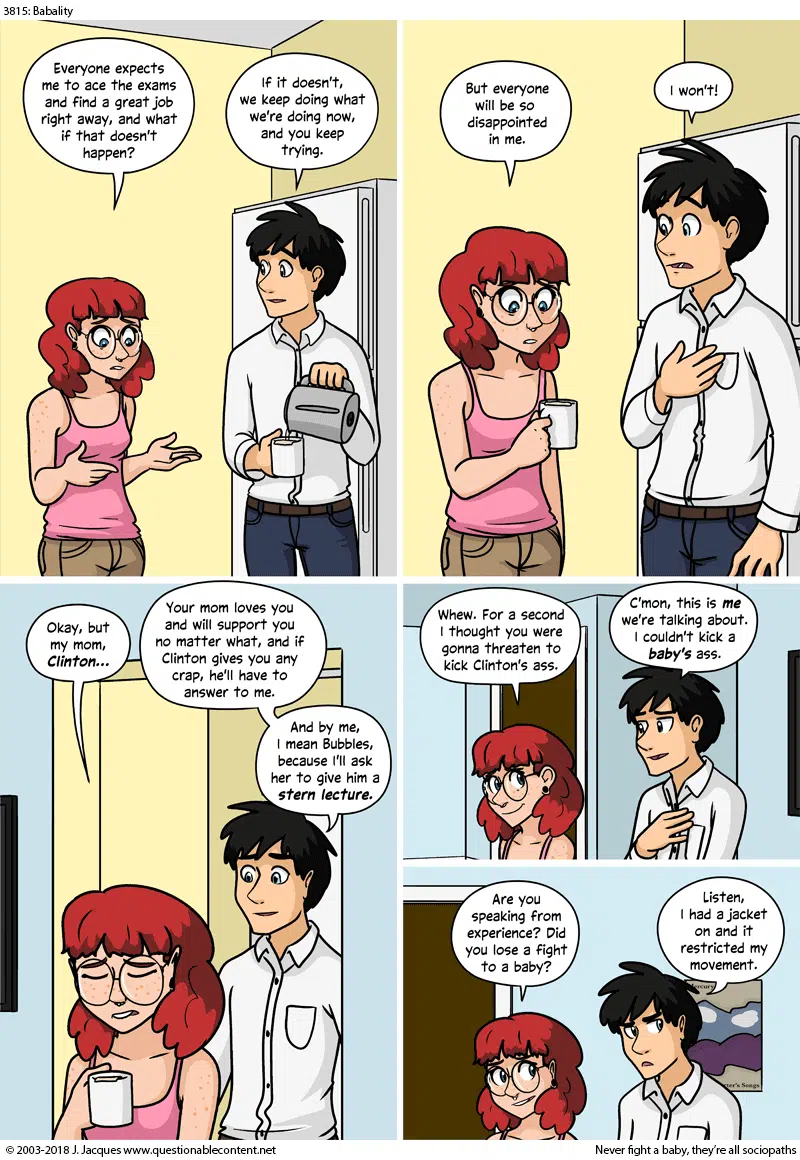 3815: Babality
Everyone expects
me to ace the exams
and find a great job
right away, and what
if that doesn't
happen?
If it doesn't,
we keep doing what
we're doing now,
and you keep
trying.
But everyone
will be so
disappointed
in me.
I won't!
Okay, but
my mom,
Clinton...
Your mom loves you
and will support you
no matter what, and if
Clinton gives you any
crap, he'll have to
answer to me.
And by me,
I mean Bubbles,
because I'll ask
her to give him a
stern lecture.
Whew. For a second
I thought you were
gonna threaten to
kick Clinton's ass.
C'mon, this is me
we're talking about.
I couldn't kick a
baby's ass.
Are you
speaking from
experience? Did
you lose a fight
to a baby?
Listen,
I had a jacket
on and it
restricted my
movement.
ter's Songs
© 2003-2018 J. Jacques www.questionablecontent.net
Never fight a baby, they're all sociopaths